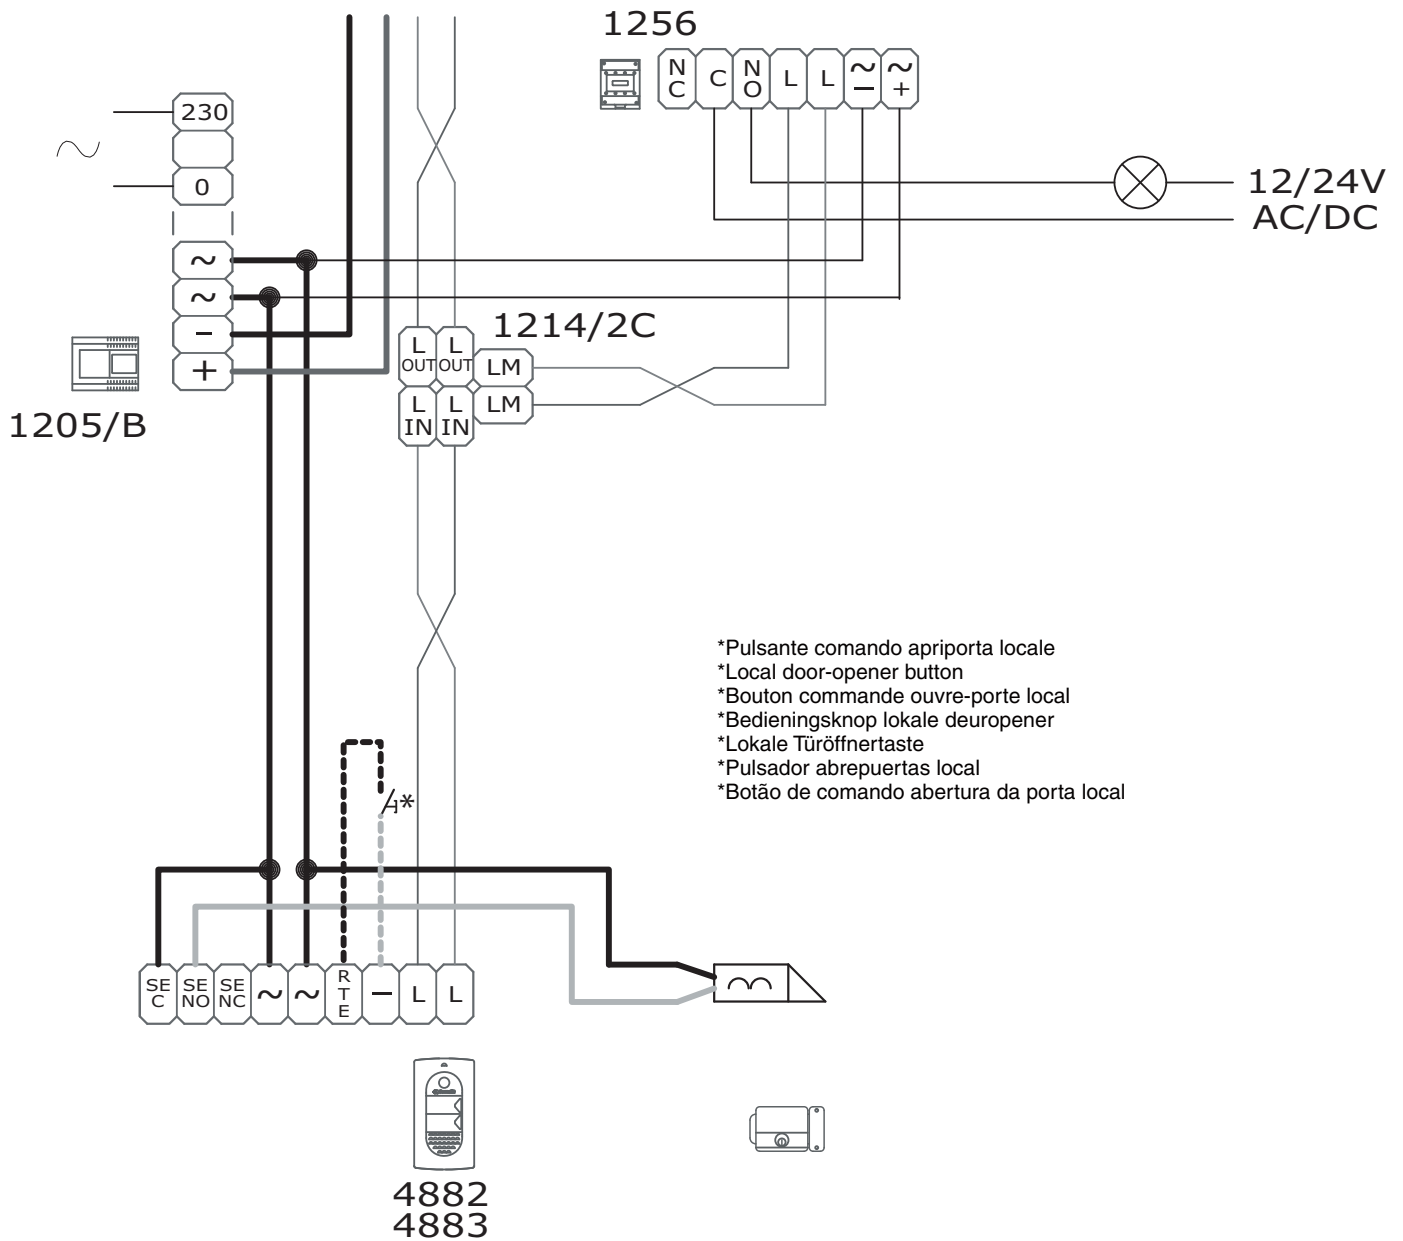 1256
N
C
C
N
O
L
L
~
−
~
+
230
~
0
12/24V
AC/DC
~
~
−
+
1214/2C
L
OUT
L
OUT
LM
L
IN
L
IN
LM
1205/B
*Pulsante comando apriporta locale
*Local door-opener button
*Bouton commande ouvre-porte local
*Bedieningsknop lokale deuropener
*Lokale Türöffnertaste
*Pulsador abrepuertas local
*Botão de comando abertura da porta local
*
SE
C
SE
NO
SE
NC
~
~
R
T
E
−
L
L
4882
4883